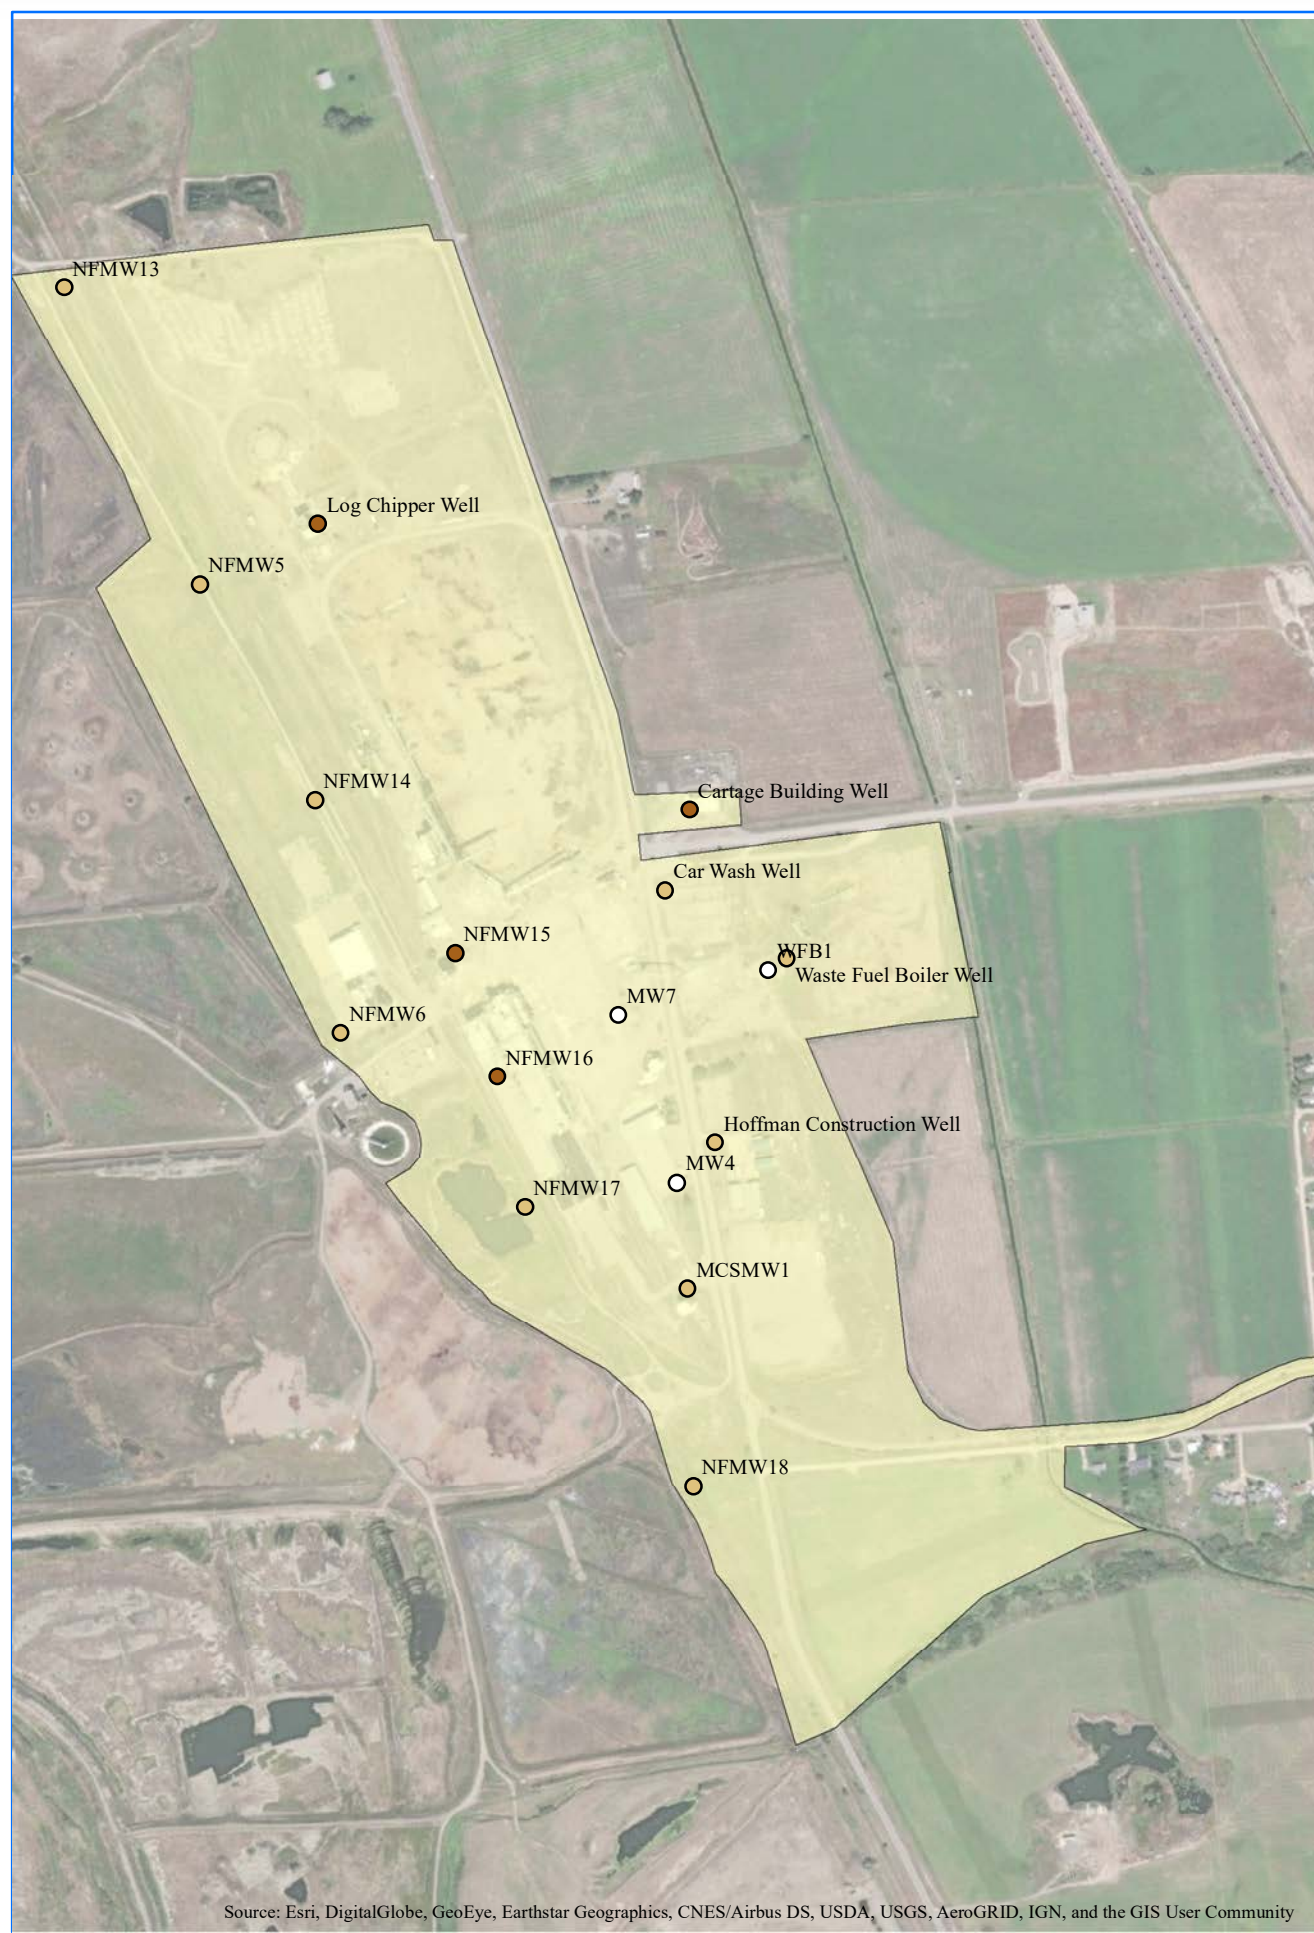 NFMW13
Log Chipper Well
NFMW5
NFMW14
Cartage Building Well
Car Wash Well
NFMW15
WFB1
Waste Fuel Boiler Well
MW7
NFMW6
NFMW16
Hoffman Construction Well
MW4
NFMW17
MCSMW1
NFMW18
Source: Esri, DigitalGlobe, GeoEye, Earthstar Geographics, CNES/Airbus DS, USDA, USGS, AeroGRID, IGN, and the GIS User Community